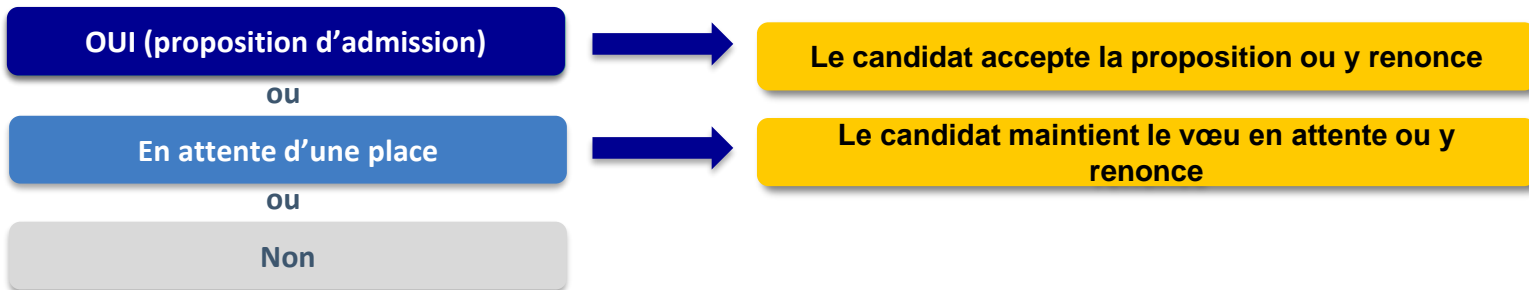 OUI (proposition d’admission)
Le candidat accepte la proposition ou y renonce
ou
En attente d’une place
Le candidat maintient le vœu en attente ou y
renonce
ou
Non